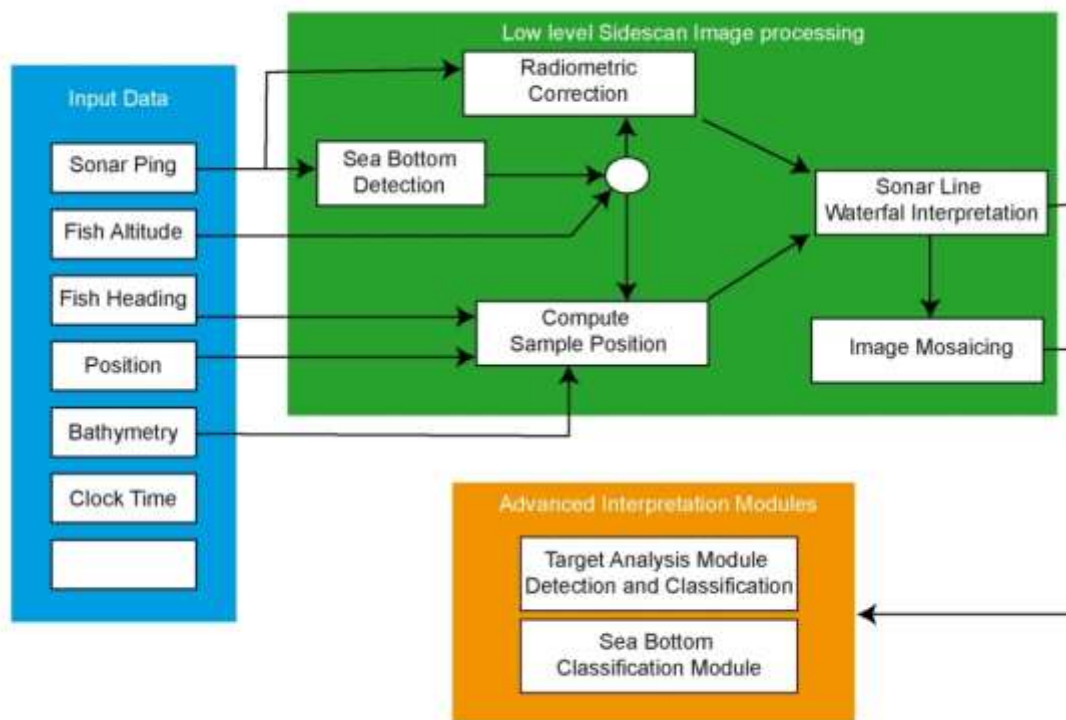 Low level Sidescan Image processing
Radiometric
Correction
Input Data
Sonar Ping
Sea Bottom
Detection
Sonar Line
Waterfal Interpretation
Fish Altitude
Fish Heading
Compute
Sample Position
Image Mosaicing
Position
Bathymetry
Clock Time
Advanced Interpretation Modules
Target Analysis Module
Detection and Classification
Sea Bottom
Classification Module